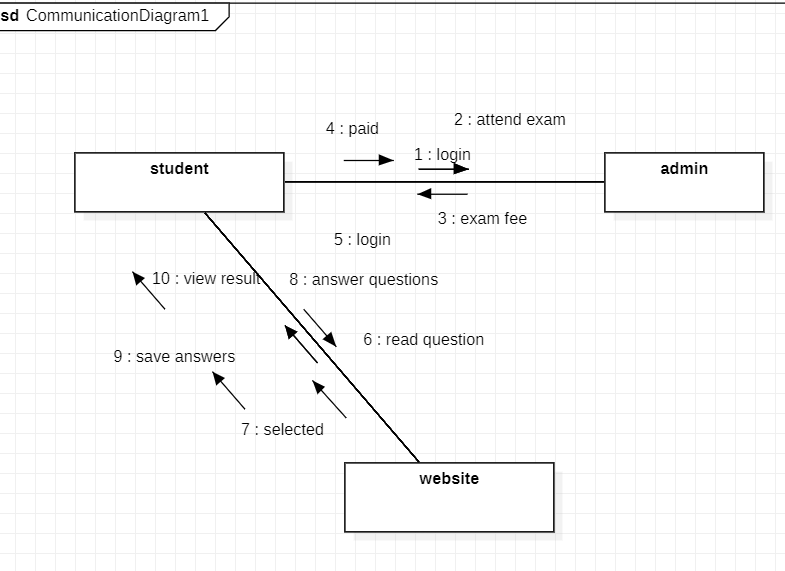 sd CommunicationDiagram1
2 : attend exam
4 : paid
1 : login
student
admin
3 : exam fee
5 : login
10 : view result
8 : answer questions
6 : read question
9 : save answers
7 : selected
website